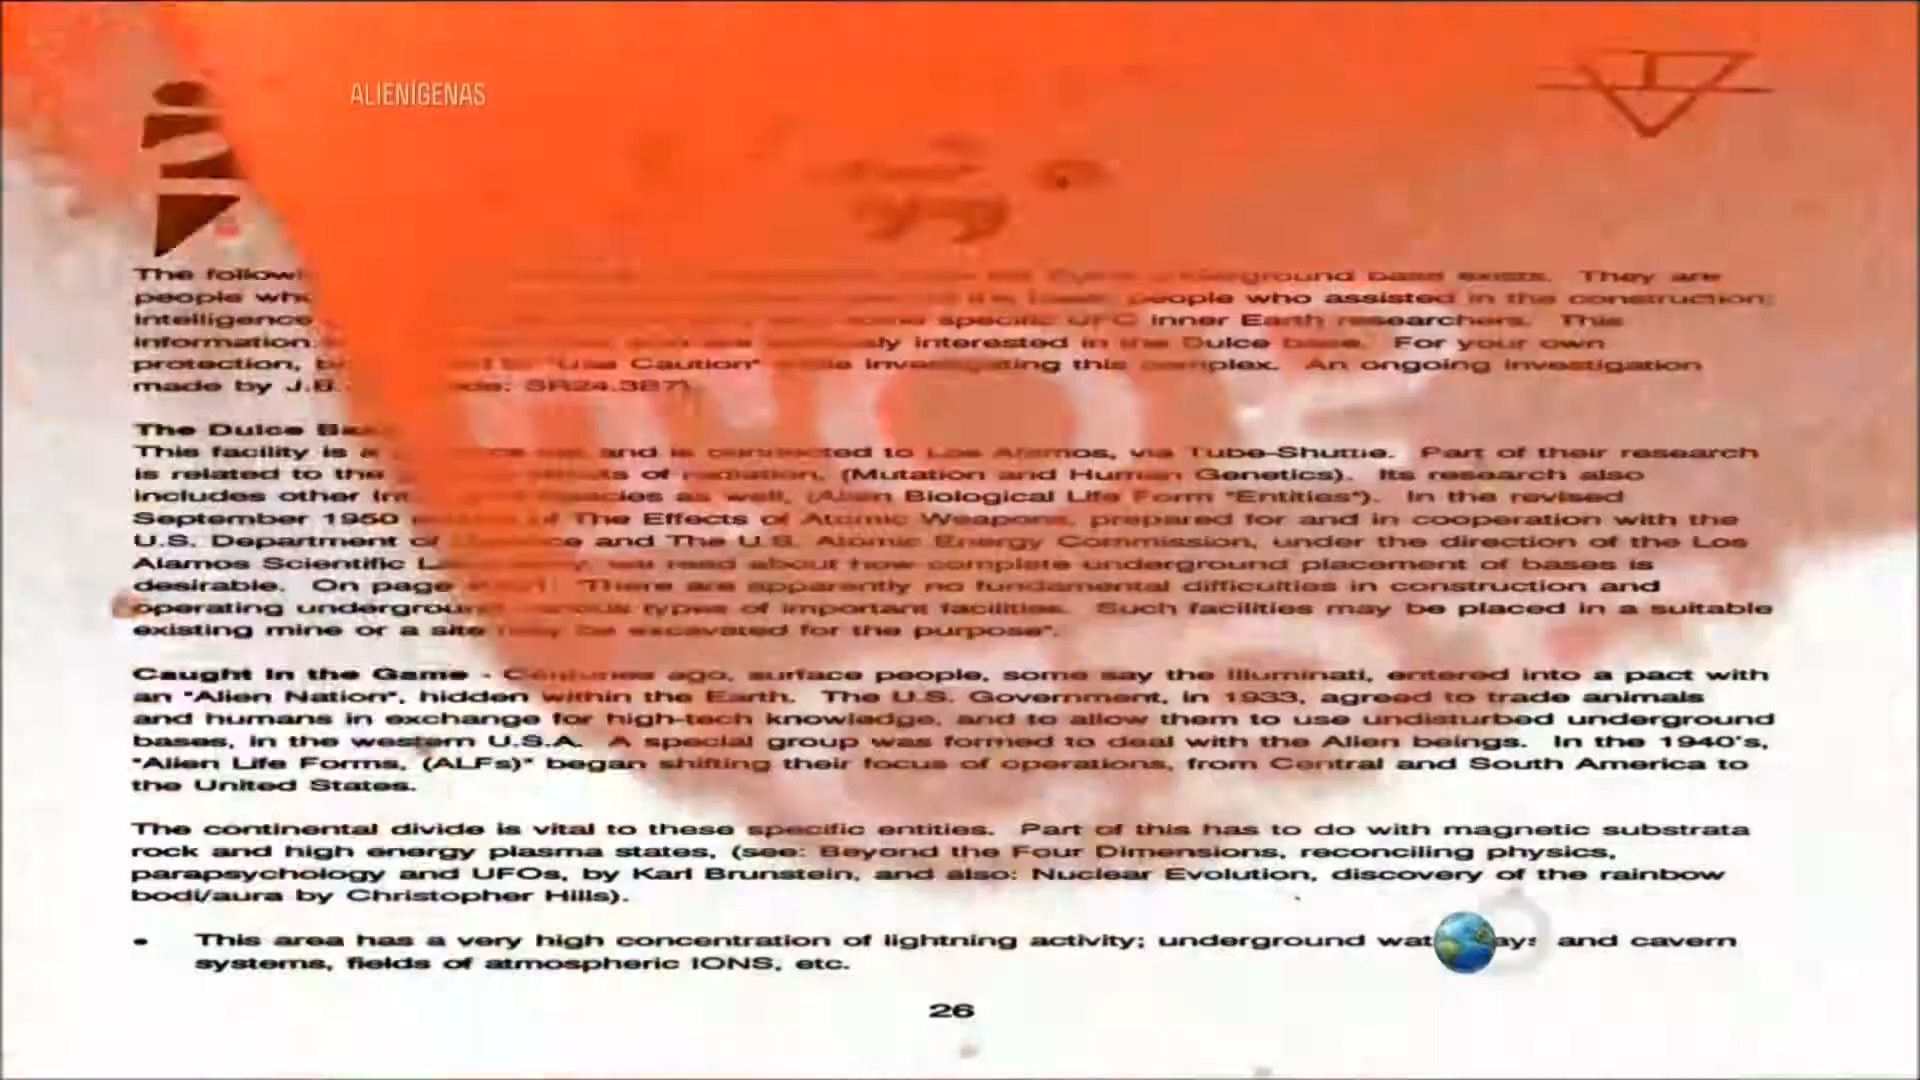 ALIENÍGENAS
The followi underground base exists. They are
people who people who assisted in the construction;
Intelligence some specific UFO Inner Earth researchers. This
information interested in the Dulce base. For your own
protection, to "Use Caution" while investigating this complex. An ongoing investigation
made by J.B. SR24.387)
The Dulce Bas
This facility is a and is connected to Los Alamos, via Tube-Shuttle. Part of their research
is related to the effects of radiation, (Mutation and Human Genetics). Its research also
includes other Int as well, (Alien Biological Life Form "Entities"). In the revised
September 1950 of The Effects of Atomic Weapons, prepared for and in cooperation with the
U.S. Department of and The U.S. Atomic Energy Commission, under the direction of the Los
Alamos Scientific we read about how complete underground placement of bases is
desirable. On page "There are apparently no fundamental difficulties in construction and
operating underground various types of important facilities. Such facilities may be placed in a suitable
existing mine or a site may be excavated for the purpose".
Caught In the Game - Centuries ago, surface people, some say the Illuminati, entered into a pact with
an "Alien Nation", hidden within the Earth. The U.S. Government, in 1933, agreed to trade animals
and humans in exchange for high-tech knowledge, and to allow them to use undisturbed underground
bases, in the western U.S.A. A special group was formed to deal with the Alien beings. In the 1940's,
"Alien Life Forms, (ALFs)" began shifting their focus of operations, from Central and South America to
the United States.
The continental divide is vital to these specific entities. Part of this has to do with magnetic substrata
rock and high energy plasma states, (see: Beyond the Four Dimensions, reconciling physics,
parapsychology and UFOs, by Karl Brunstein, and also: Nuclear Evolution, discovery of the rainbow
bodi/aura by Christopher Hills).
• This area has a very high concentration of lightning activity; underground wat ays and cavern
systems, fields of atmospheric IONS, etc.
26